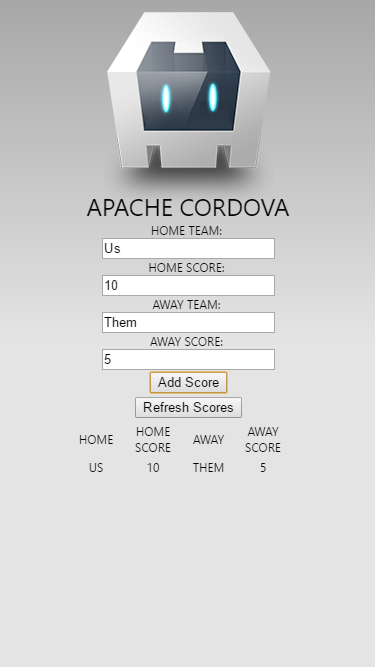 APACHE CORDOVA
HOME TEAM:
Us
HOME SCORE:
10
AWAY TEAM:
Them
AWAY SCORE:
5
Add Score
Refresh Scores
HOME HOME SCORE AWAY AWAY SCORE
US 10 THEM 5